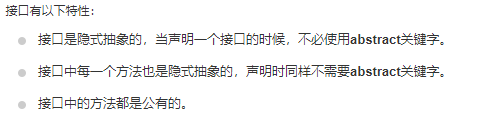 接口有以下特性：
接口是隐式抽象的，当声明一个接口的时候，不必使用abstract关键字。
接口中每一个方法也是隐式抽象的，声明时同样不需要abstract关键字。
接口中的方法都是公有的。